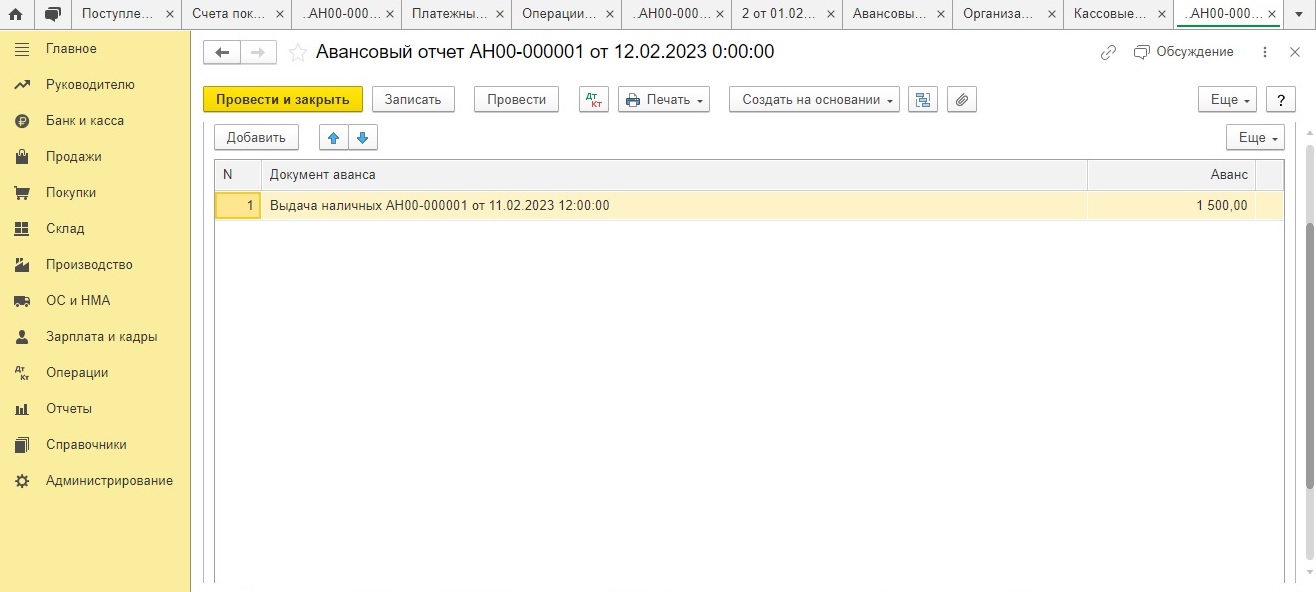 Поступле... Счета пок... ..АН00-000... Платежны... Операции... ..АН00-000... 2 от 01.02... Авансовы... Организа... Кассовые... ..АН00-000...
Главное
Руководителю
Банк и касса
Продажи
Покупки
Склад
Производство
ОС и НМА
Зарплата и кадры
Операции
Отчеты
Справочники
Администрирование
Авансовый отчет АН00-000001 от 12.02.2023 0:00:00
Обсуждение
Провести и закрыть Записать Провести Дт Кт Печать Создать на основании Еще ?
Добавить Еще
N Документ аванса Аванс
1 Выдача наличных АН00-000001 от 11.02.2023 12:00:00 1 500,00